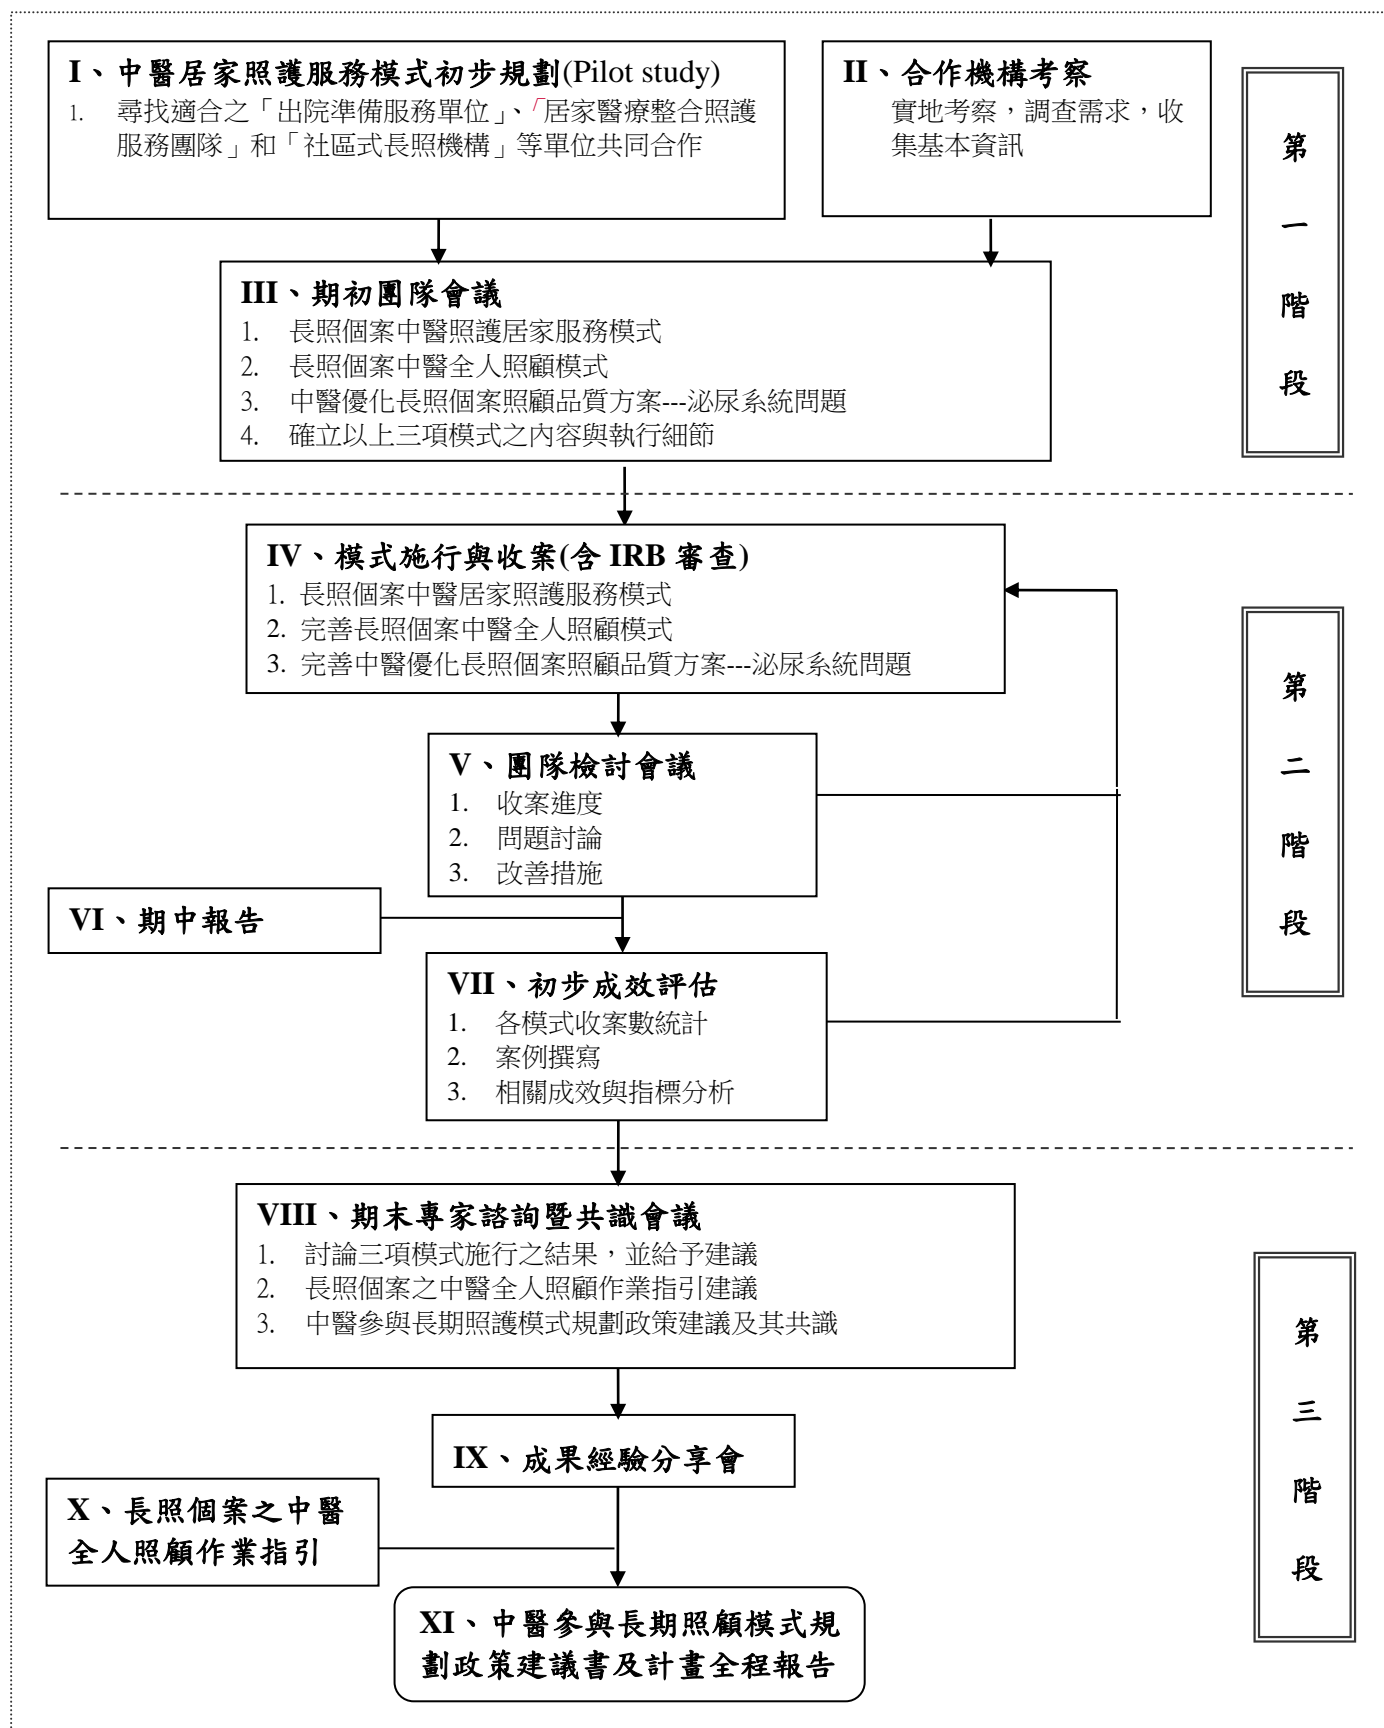 I、中醫居家照護服務模式初步規劃(Pilot study)
1. 尋找適合之「出院準備服務單位」、「居家醫療整合照護
服務團隊」和「社區式長照機構」等單位共同合作
II、合作機構考察
實地考察，調查需求，收
集基本資訊
第
一
階
段
III、期初團隊會議
1. 長照個案中醫照護居家服務模式
2. 長照個案中醫全人照顧模式
3. 中醫優化長照個案照顧品質方案---泌尿系統問題
4. 確立以上三項模式之內容與執行細節
IV、模式施行與收案(含 IRB 審查)
1. 長照個案中醫居家照護服務模式
2. 完善長照個案中醫全人照顧模式
3. 完善中醫優化長照個案照顧品質方案---泌尿系統問題
第
二
階
段
V、團隊檢討會議
1. 收案進度
2. 問題討論
3. 改善措施
VI、期中報告
VII、初步成效評估
1. 各模式收案數統計
2. 案例撰寫
3. 相關成效與指標分析
VIII、期末專家諮詢暨共識會議
1. 討論三項模式施行之結果，並給予建議
2. 長照個案之中醫全人照顧作業指引建議
3. 中醫參與長期照護模式規劃政策建議及其共識
第
三
階
段
IX、成果經驗分享會
X、長照個案之中醫
全人照顧作業指引
XI、中醫參與長期照顧模式規
劃政策建議書及計畫全程報告